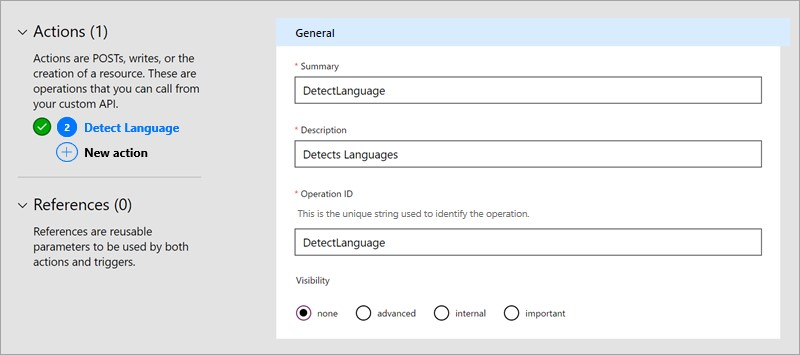 Actions (1)
Actions are POSTs, writes, or the
creation of a resource. These are
operations that you can call from
your custom API.
2 Detect Language
New action
References (0)
References are reusable
parameters to be used by both
actions and triggers.
General
* Summary
DetectLanguage
* Description
Detects Languages
* Operation ID
This is the unique string used to identify the operation.
DetectLanguage
Visibility
none advanced internal important